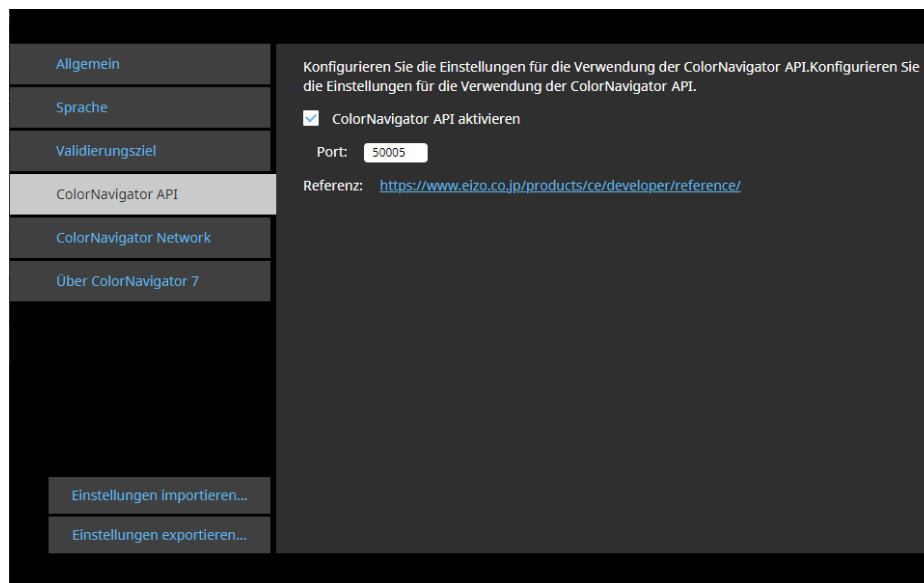 Allgemein
Sprache
Validierungsziel
ColorNavigator API
ColorNavigator Network
Über ColorNavigator 7
Einstellungen importieren...
Einstellungen exportieren...
Konfigurieren Sie die Einstellungen für die Verwendung der ColorNavigator API.Konfigurieren Sie
die Einstellungen für die Verwendung der ColorNavigator API.
ColorNavigator API aktivieren
Port: 50005
Referenz: https://www.eizo.co.jp/products/ce/developer/reference/